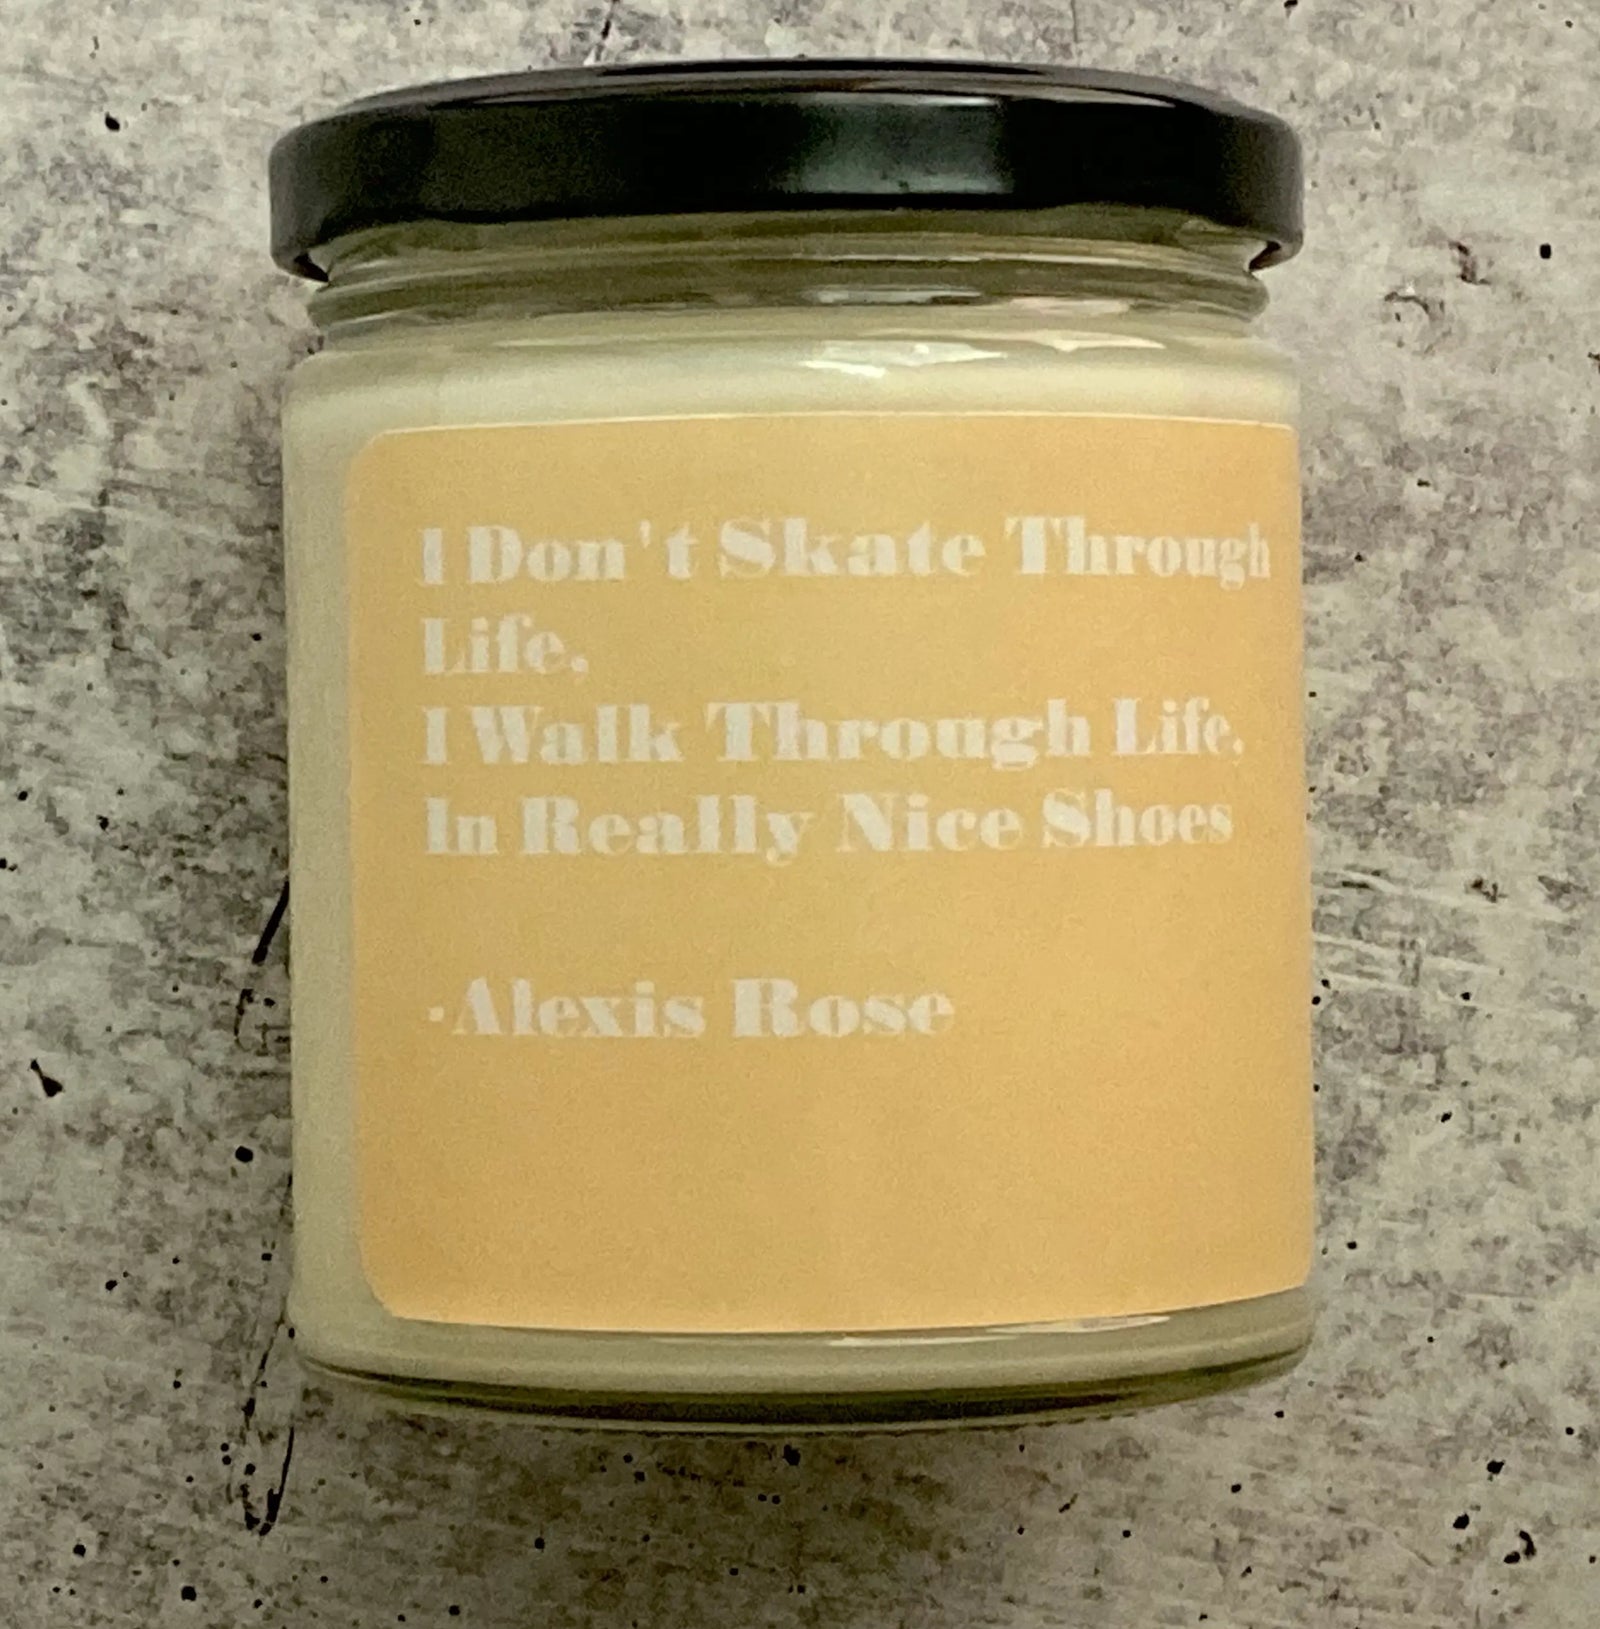 I Don't Skate Through
Life.
I Walk Through Life,
In Really Nice Shoes
-Alexis Rose